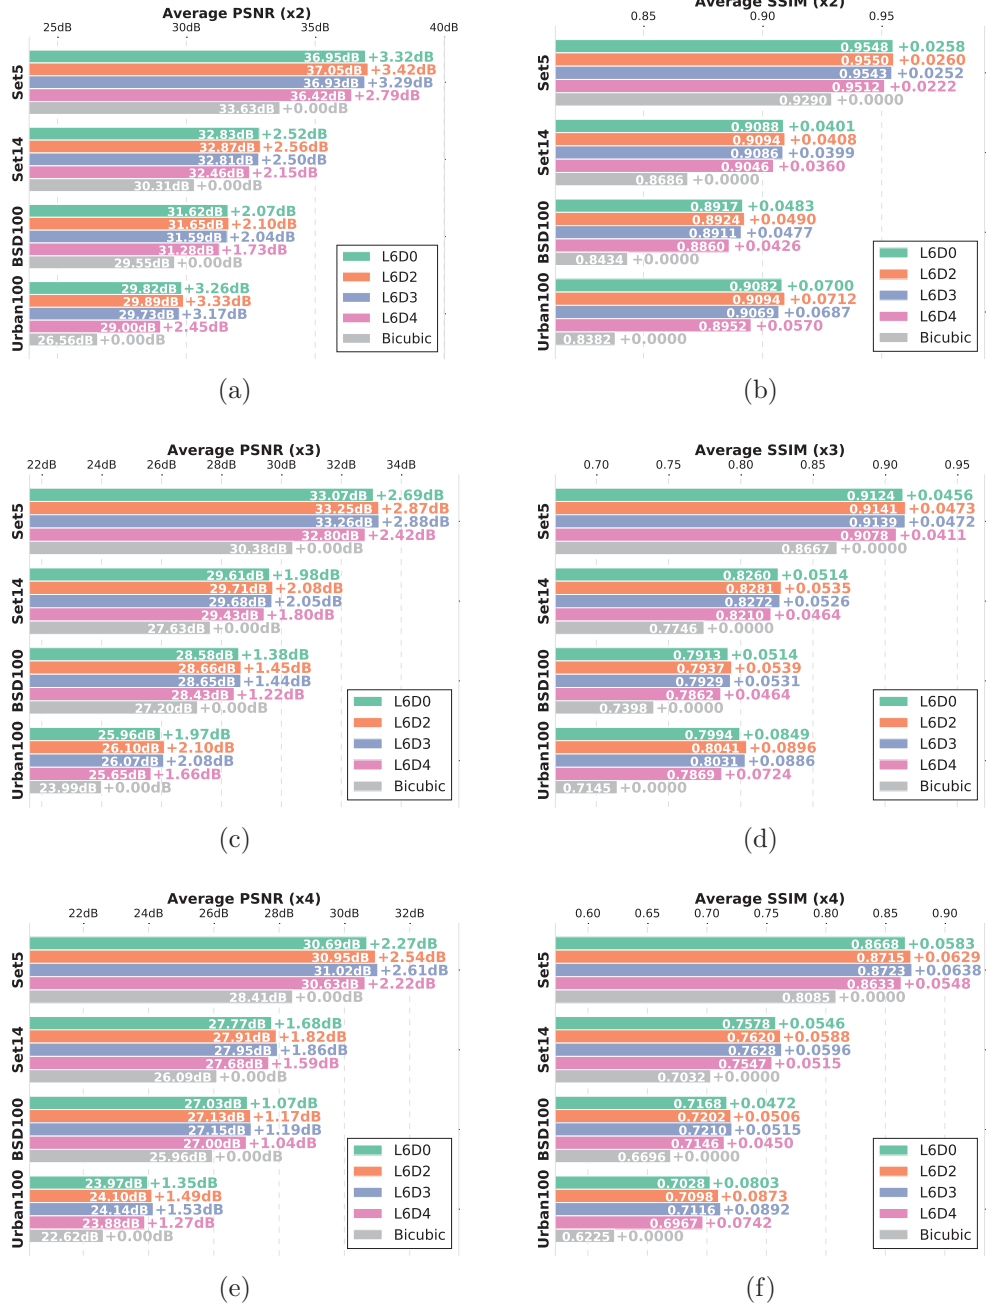 Average PSNR (x2)
25dB 30dB 35dB 40dB
Set5
36.95dB +3.32dB
37.05dB +3.42dB
36.93dB +3.29dB
36.42dB +2.79dB
33.63dB +0.00dB
Set14
32.83dB +2.52dB
32.87dB +2.56dB
32.81dB +2.50dB
32.46dB +2.15dB
30.31dB +0.00dB
BSD100
31.62dB +2.07dB
31.65dB +2.10dB
31.59dB +2.04dB
31.28dB +1.73dB
29.55dB +0.00dB
Urban100
29.82dB +3.26dB
29.89dB +3.33dB
29.73dB +3.17dB
29.00dB +2.45dB
26.56dB +0.00dB
L6D0
L6D2
L6D3
L6D4
Bicubic
(a)
Average SSIM (x2)
0.85 0.90 0.95
Set5
0.9548 +0.0258
0.9550 +0.0260
0.9543 +0.0252
0.9512 +0.0222
0.9290 +0.0000
Set14
0.9088 +0.0401
0.9094 +0.0408
0.9086 +0.0399
0.9046 +0.0360
0.8686 +0.0000
BSD100
0.8917 +0.0483
0.8924 +0.0490
0.8911 +0.0477
0.8860 +0.0426
0.8434 +0.0000
Urban100
0.9082 +0.0700
0.9094 +0.0712
0.9069 +0.0687
0.8952 +0.0570
0.8382 +0.0000
L6D0
L6D2
L6D3
L6D4
Bicubic
(b)
Average PSNR (x3)
22dB 24dB 26dB 28dB 30dB 32dB 34dB
Set5
33.07dB +2.69dB
33.25dB +2.87dB
33.26dB +2.88dB
32.80dB +2.42dB
30.38dB +0.00dB
Set14
29.61dB +1.98dB
29.71dB +2.08dB
29.68dB +2.05dB
29.43dB +1.80dB
27.63dB +0.00dB
BSD100
28.58dB +1.38dB
28.66dB +1.45dB
28.65dB +1.44dB
28.43dB +1.22dB
27.20dB +0.00dB
Urban100
25.96dB +1.97dB
26.10dB +2.10dB
26.07dB +2.08dB
25.65dB +1.66dB
23.99dB +0.00dB
L6D0
L6D2
L6D3
L6D4
Bicubic
(c)
Average SSIM (x3)
0.70 0.75 0.80 0.85 0.90 0.95
Set5
0.9124 +0.0456
0.9141 +0.0473
0.9139 +0.0472
0.9078 +0.0411
0.8667 +0.0000
Set14
0.8260 +0.0514
0.8281 +0.0535
0.8272 +0.0526
0.8210 +0.0464
0.7746 +0.0000
BSD100
0.7913 +0.0514
0.7937 +0.0539
0.7929 +0.0531
0.7862 +0.0464
0.7398 +0.0000
Urban100
0.7994 +0.0849
0.8041 +0.0896
0.8031 +0.0886
0.7869 +0.0724
0.7145 +0.0000
L6D0
L6D2
L6D3
L6D4
Bicubic
(d)
Average PSNR (x4)
22dB 24dB 26dB 28dB 30dB 32dB
Set5
30.69dB +2.27dB
30.95dB +2.54dB
31.02dB +2.61dB
30.63dB +2.22dB
28.41dB +0.00dB
Set14
27.77dB +1.68dB
27.91dB +1.82dB
27.95dB +1.86dB
27.68dB +1.59dB
26.09dB +0.00dB
BSD100
27.03dB +1.07dB
27.13dB +1.17dB
27.15dB +1.19dB
27.00dB +1.04dB
25.96dB +0.00dB
Urban100
23.97dB +1.35dB
24.10dB +1.49dB
24.14dB +1.53dB
23.88dB +1.27dB
22.62dB +0.00dB
L6D0
L6D2
L6D3
L6D4
Bicubic
(e)
Average SSIM (x4)
0.60 0.65 0.70 0.75 0.80 0.85 0.90
Set5
0.8668 +0.0583
0.8715 +0.0629
0.8723 +0.0638
0.8633 +0.0548
0.8085 +0.0000
Set14
0.7578 +0.0546
0.7620 +0.0588
0.7628 +0.0596
0.7547 +0.0515
0.7032 +0.0000
BSD100
0.7168 +0.0472
0.7202 +0.0506
0.7210 +0.0515
0.7146 +0.0450
0.6696 +0.0000
Urban100
0.7028 +0.0803
0.7098 +0.0873
0.7116 +0.0892
0.6967 +0.0742
0.6225 +0.0000
L6D0
L6D2
L6D3
L6D4
Bicubic
(f)